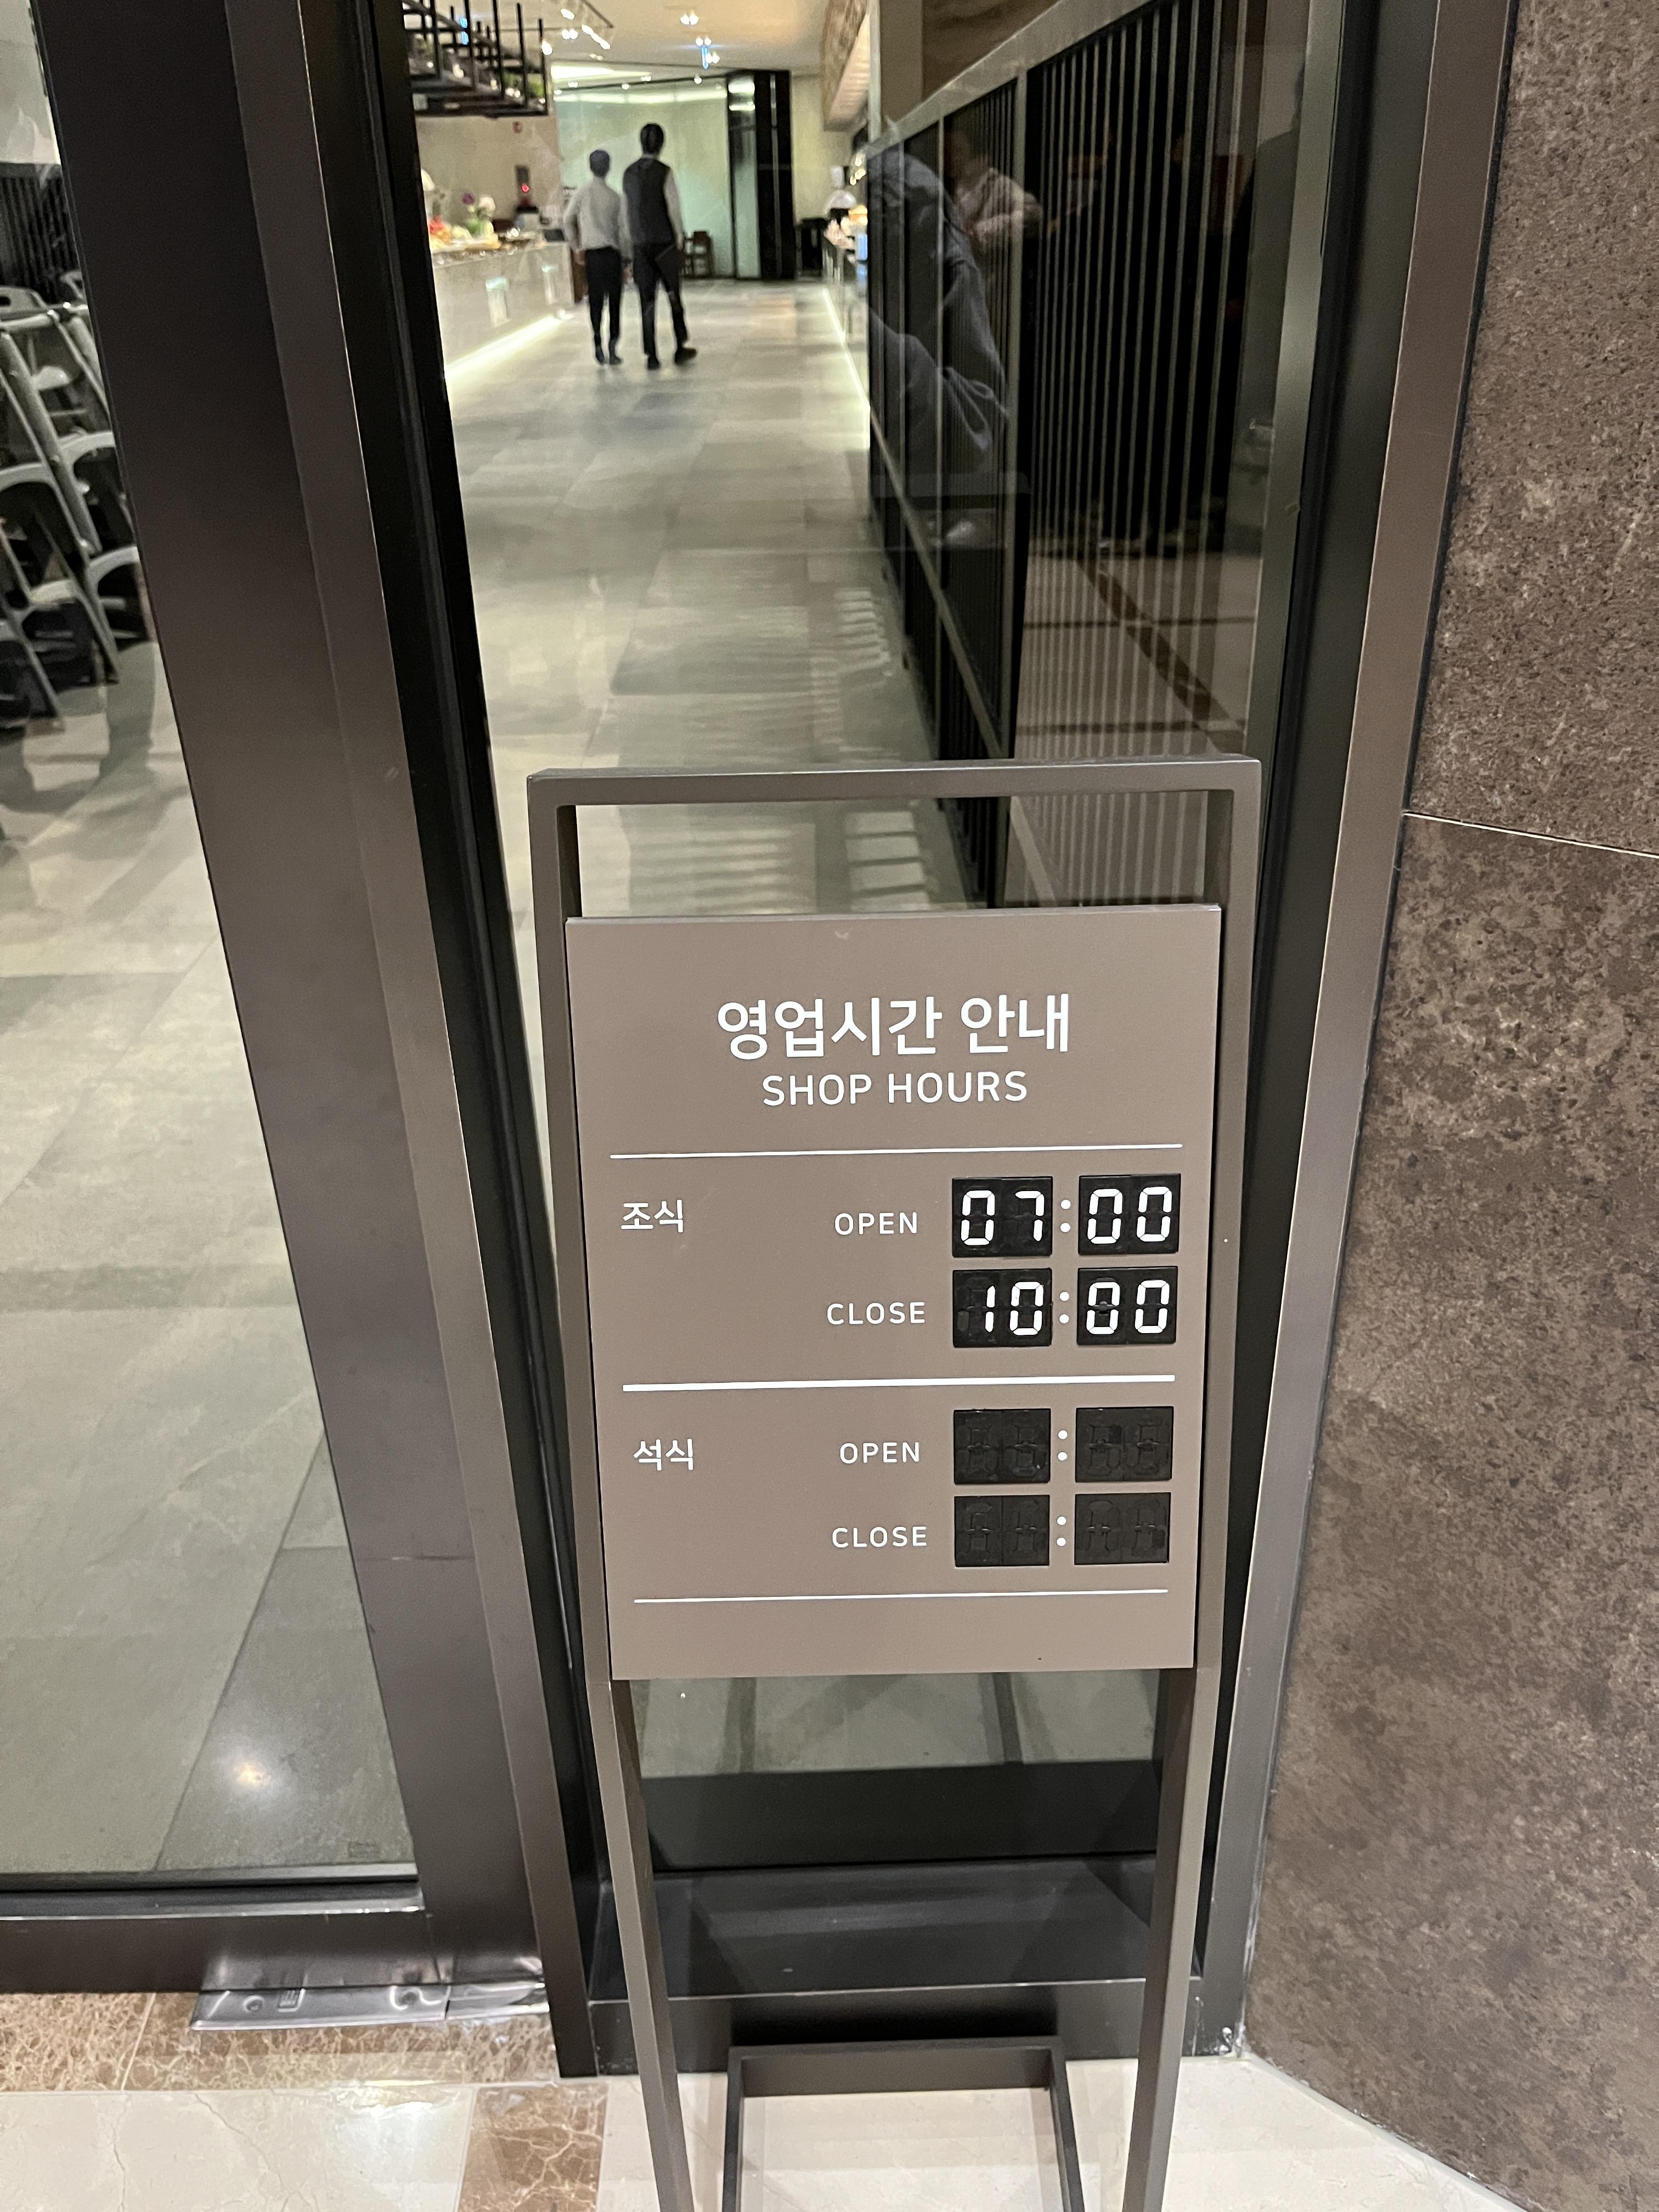 영업시간 안내
SHOP HOURS
조식 OPEN 07:00
CLOSE 10:00
석식 OPEN :
CLOSE :